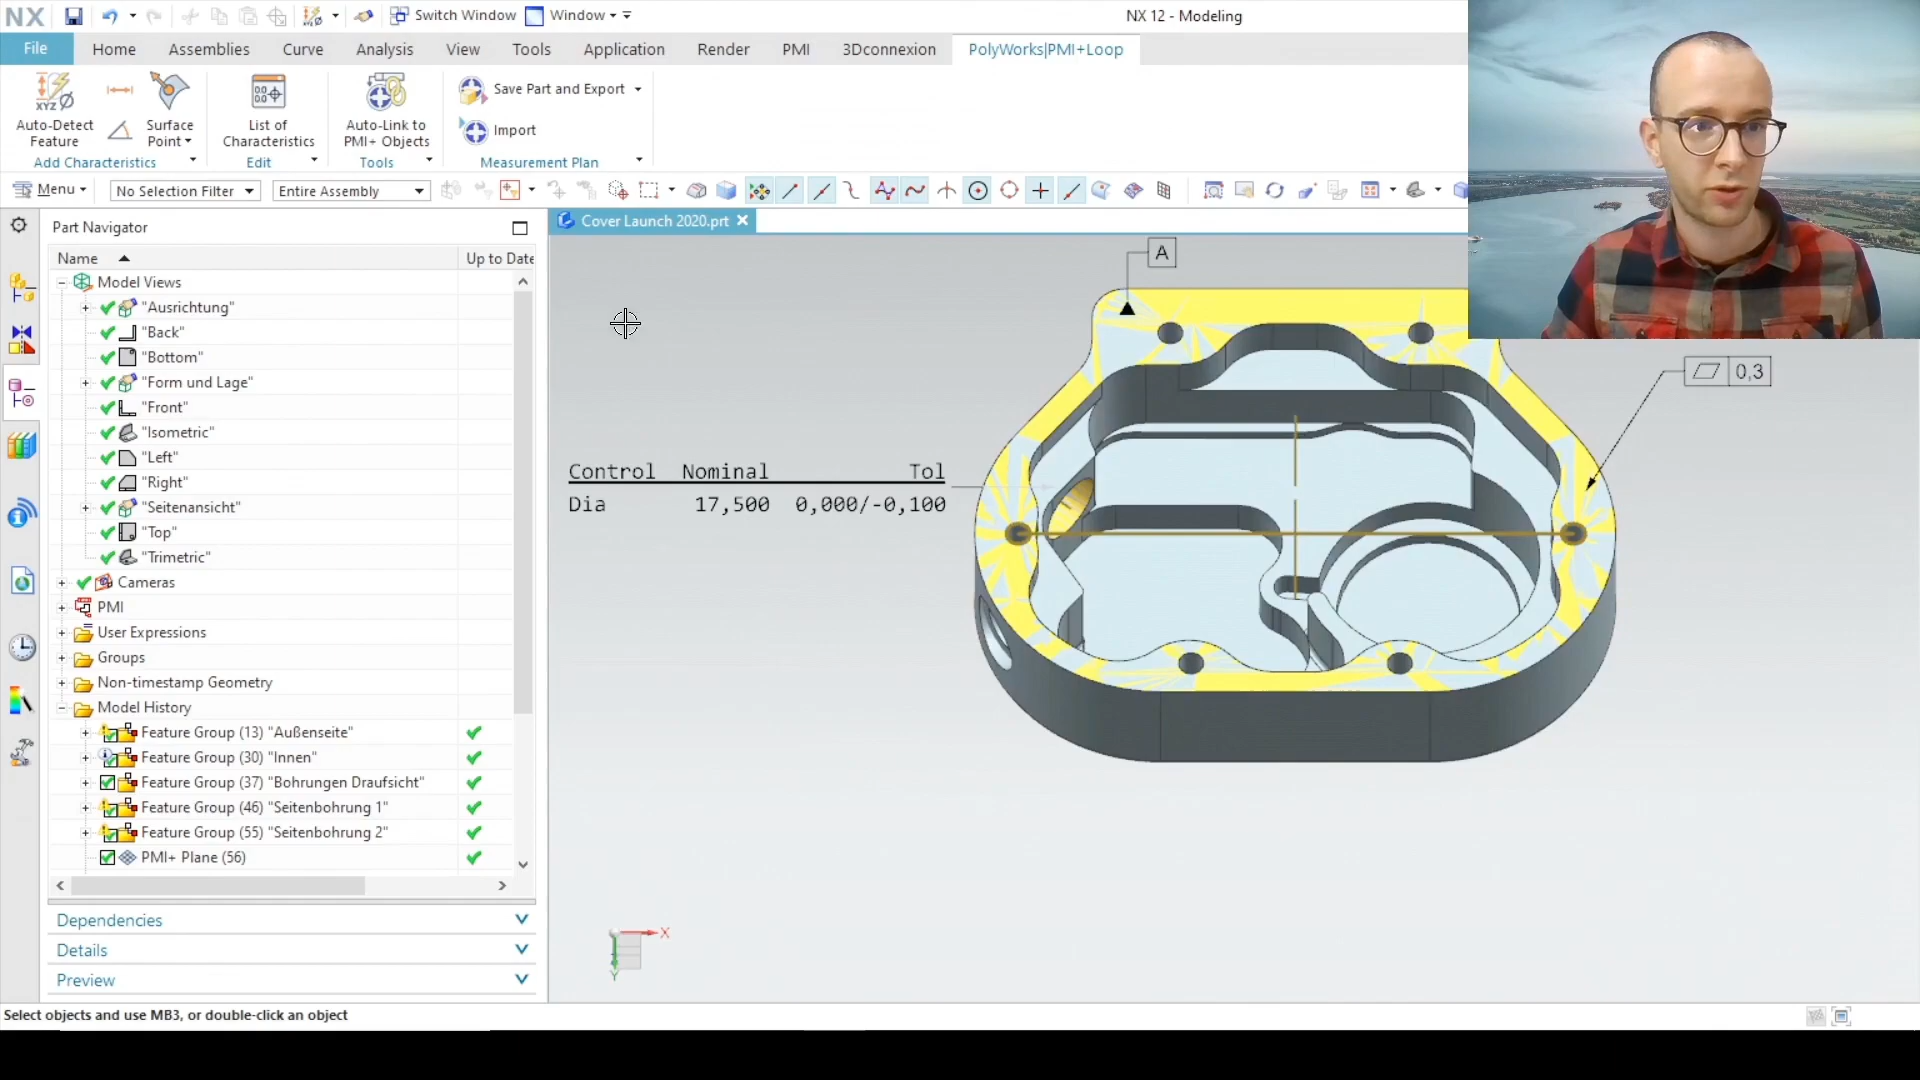 NX Switch Window Window NX 12 - Modeling
File Home Assemblies Curve Analysis View Tools Application Render PMI 3Dconnexion PolyWorks|PMI+Loop
XYZ
Auto-Detect Feature
Surface Point
Add Characteristics
List of Characteristics
Edit
Auto-Link to PMI+ Objects
Tools
Save Part and Export
Import
Measurement Plan
Menu No Selection Filter Entire Assembly
Part Navigator
Cover Launch 2020.prt
Name Up to Date
Model Views
"Ausrichtung"
"Back"
"Bottom"
"Form und Lage"
"Front"
"Isometric"
"Left"
"Right"
"Seitenansicht"
"Top"
"Trimetric"
Cameras
PMI
User Expressions
Groups
Non-timestamp Geometry
Model History
Feature Group (13) "Außenseite"
Feature Group (30) "Innen"
Feature Group (37) "Bohrungen Draufsicht"
Feature Group (46) "Seitenbohrung 1"
Feature Group (55) "Seitenbohrung 2"
PMI+ Plane (56)
Dependencies
Details
Preview
A
0,3
Control Nominal Tol
Dia 17,500 0,000/-0,100
X
Y
Select objects and use MB3, or double-click an object